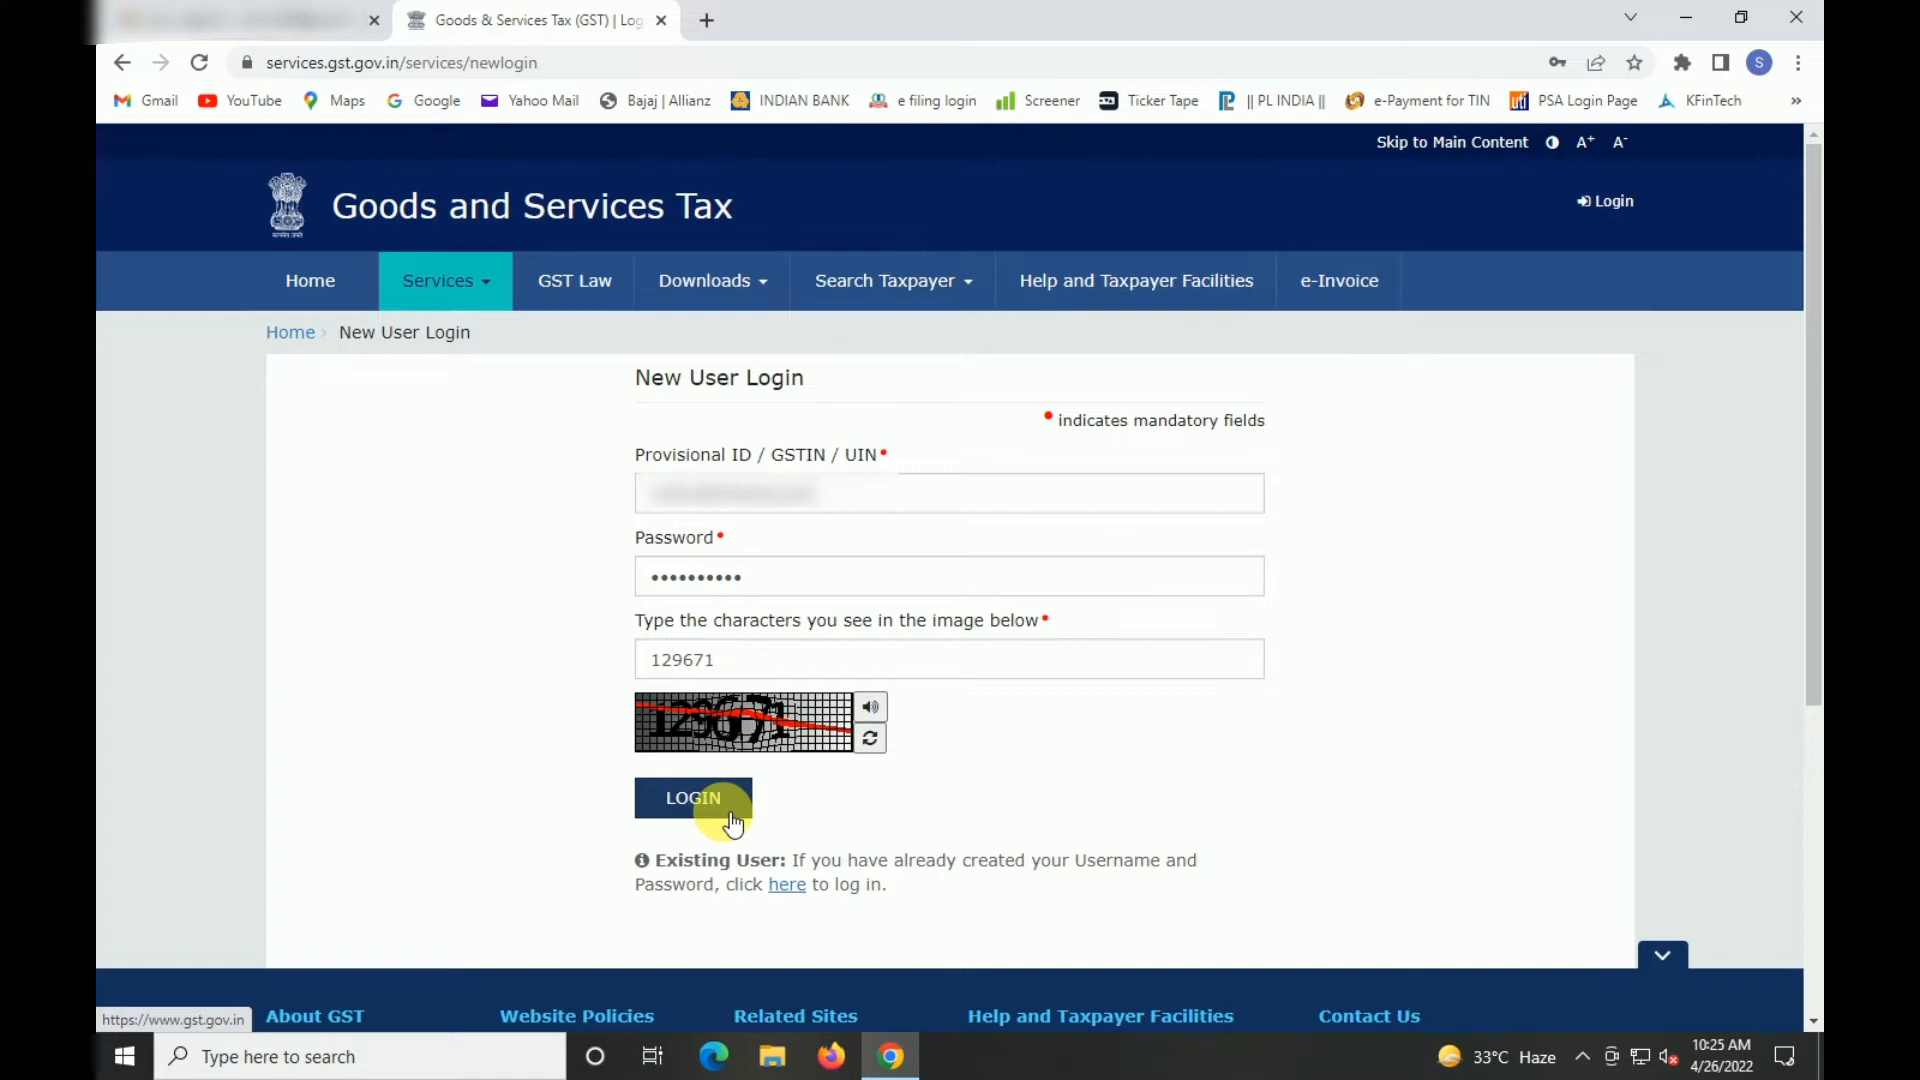 Goods & Services Tax (GST) | Log
services.gst.gov.in/services/newlogin
S
Gmail YouTube Maps Google Yahoo Mail Bajaj | Allianz INDIAN BANK e filing login Screener Ticker Tape || PL INDIA || e-Payment for TIN PSA Login Page KFinTech »
Skip to Main Content A+ A-
Goods and Services Tax
Login
Home Services GST Law Downloads Search Taxpayer Help and Taxpayer Facilities e-Invoice
Home › New User Login
New User Login
• indicates mandatory fields
Provisional ID / GSTIN / UIN•
Password•
••••••••••
Type the characters you see in the image below•
129671
129671
LOGIN
Existing User: If you have already created your Username and
Password, click here to log in.
https://www.gst.gov.in
About GST Website Policies Related Sites Help and Taxpayer Facilities Contact Us
Type here to search
33°C Haze
10:25 AM
4/26/2022